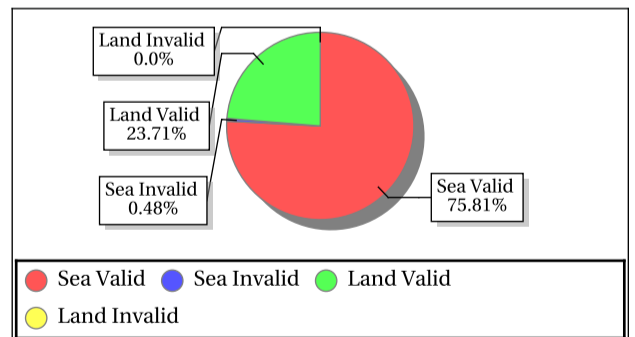 Land Invalid
0.0%
Land Valid
23.71%
Sea Invalid
0.48%
Sea Valid
75.81%
Sea Valid Sea Invalid Land Valid
Land Invalid